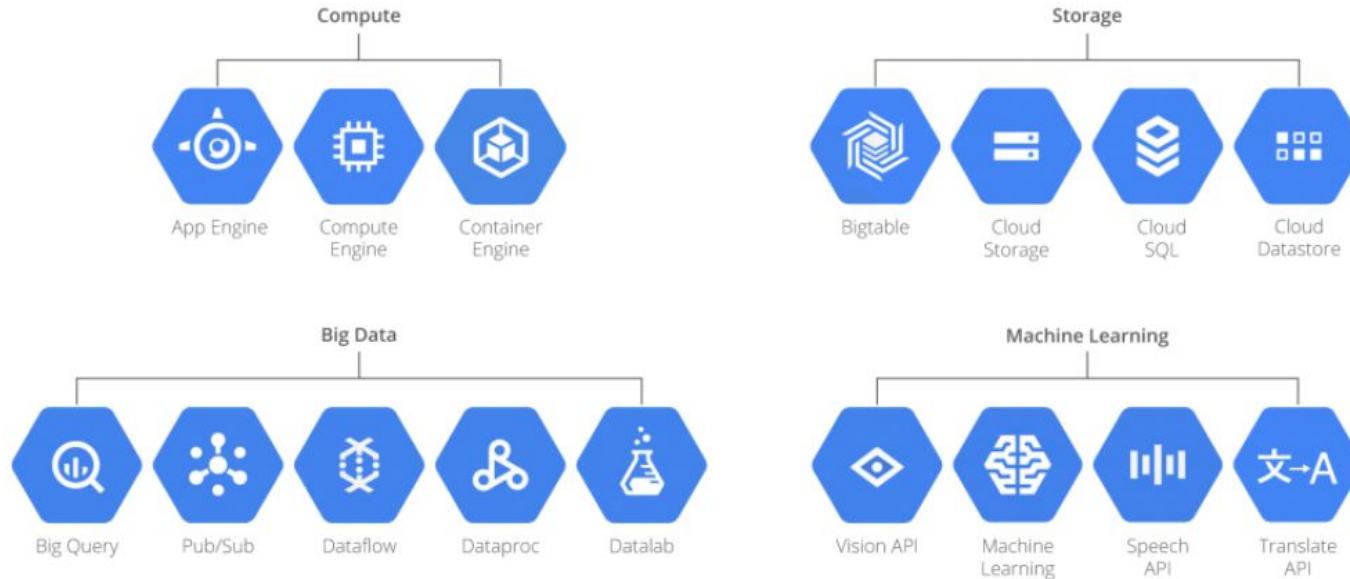 Compute
App Engine
Compute
Engine
Container
Engine
Storage
Bigtable
Cloud
Storage
Cloud
SQL
Cloud
Datastore
Big Data
Big Query
Pub/Sub
Dataflow
Dataproc
Datalab
Machine Learning
Vision API
Machine
Learning
Speech
API
Translate
API
文→A